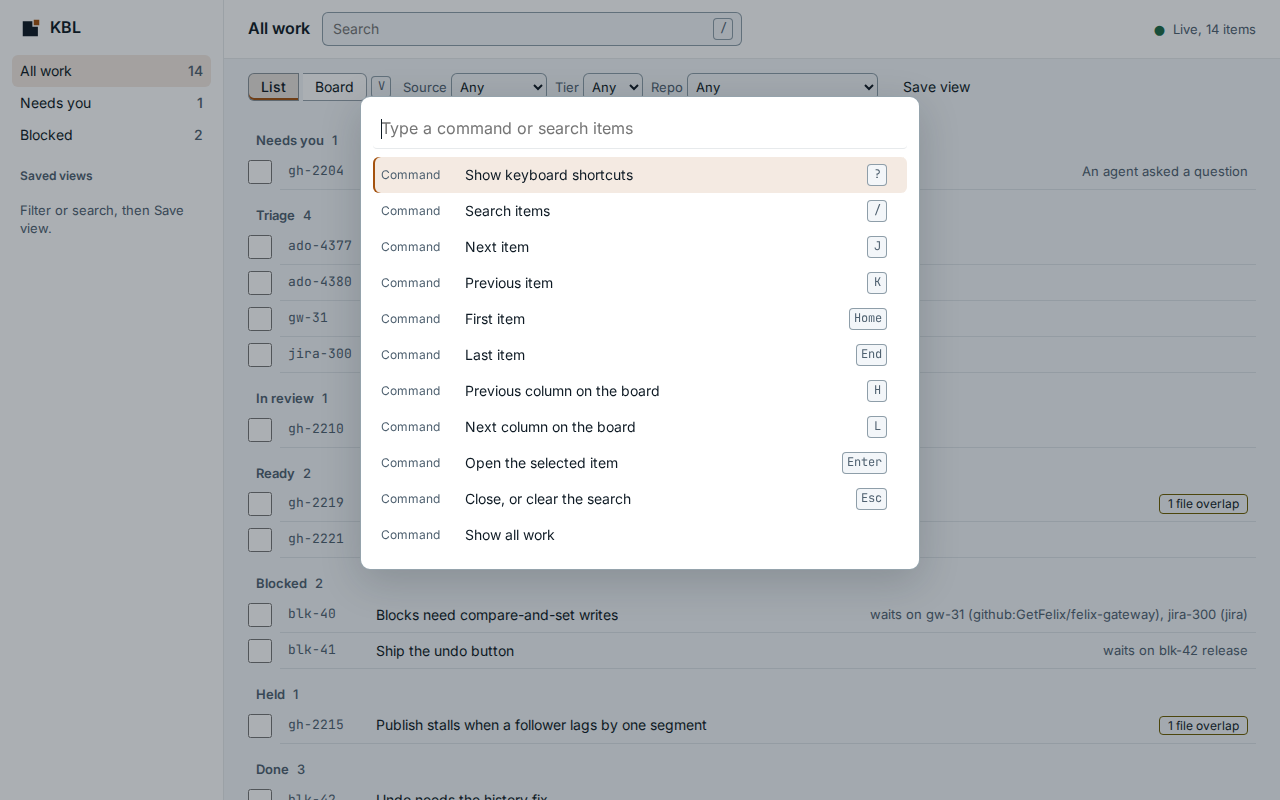 KBL
All work 14
Needs you 1
Blocked 2
Saved views
Filter or search, then Save
view.
All work
Search /
Live, 14 items
List Board V Source Any Tier Any Repo Any Save view
Type a command or search items
Command Show keyboard shortcuts ?
Command Search items /
Command Next item J
Command Previous item K
Command First item Home
Command Last item End
Command Previous column on the board H
Command Next column on the board L
Command Open the selected item Enter
Command Close, or clear the search Esc
Command Show all work
Needs you 1
gh-2204 An agent asked a question
Triage 4
ado-4377
ado-4380
gw-31
jira-300
In review 1
gh-2210
Ready 2
gh-2219 1 file overlap
gh-2221
Blocked 2
blk-40 Blocks need compare-and-set writes waits on gw-31 (github:GetFelix/felix-gateway), jira-300 (jira)
blk-41 Ship the undo button waits on blk-42 release
Held 1
gh-2215 Publish stalls when a follower lags by one segment 1 file overlap
Done 3
blk-42 Undo needs the history fix